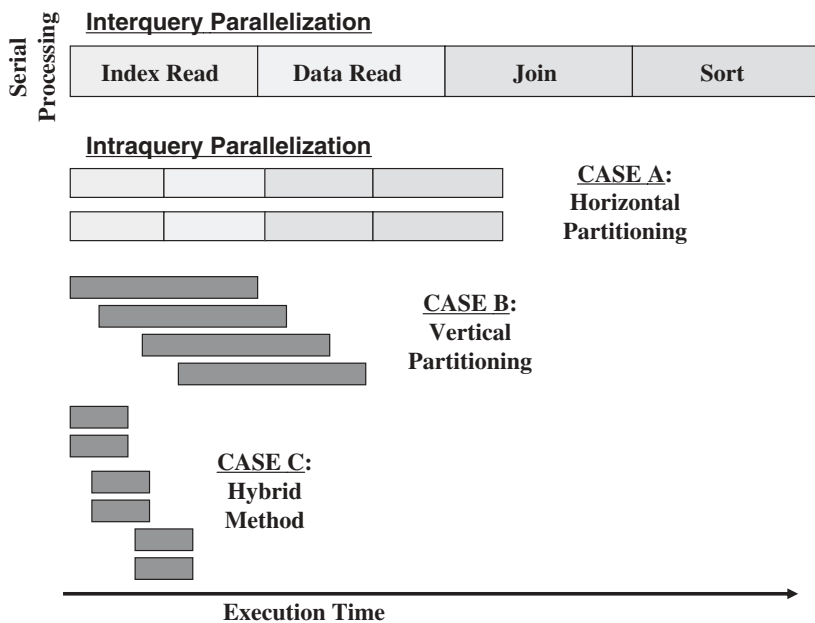 Interquery Parallelization
Serial
Processing
Index Read
Data Read
Join
Sort
Intraquery Parallelization
CASE A:
Horizontal
Partitioning
CASE B:
Vertical
Partitioning
CASE C:
Hybrid
Method
Execution Time